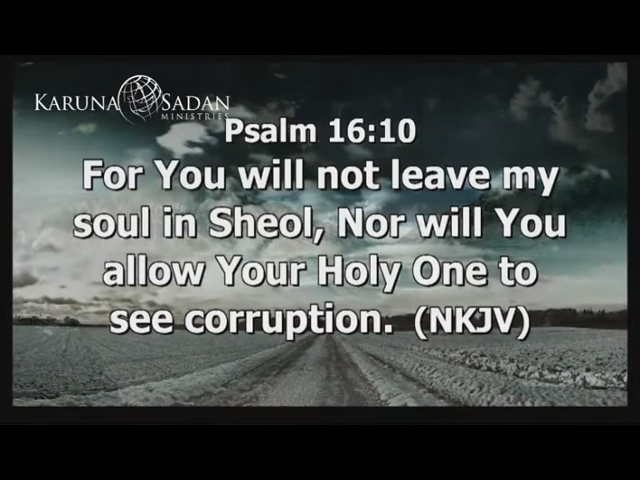 KARUNA SADAN
MINISTRIES
Psalm 16:10
For You will not leave my
soul in Sheol, Nor will You
allow Your Holy One to
see corruption. (NKJV)